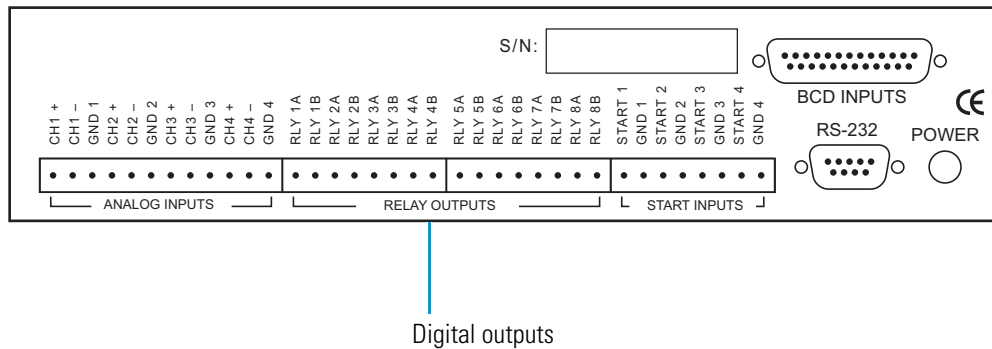 S/N:
BCD INPUTS
CE
RS-232
POWER
CH1 +
CH1 –
GND 1
CH2 +
CH2 –
GND 2
CH3 +
CH3 –
GND 3
CH4 +
CH4 –
GND 4
RLY 1A
RLY 1B
RLY 2A
RLY 2B
RLY 3A
RLY 3B
RLY 4A
RLY 4B
RLY 5A
RLY 5B
RLY 6A
RLY 6B
RLY 7A
RLY 7B
RLY 8A
RLY 8B
START 1
GND 1
START 2
GND 2
START 3
GND 3
START 4
GND 4
ANALOG INPUTS
RELAY OUTPUTS
START INPUTS
Digital outputs